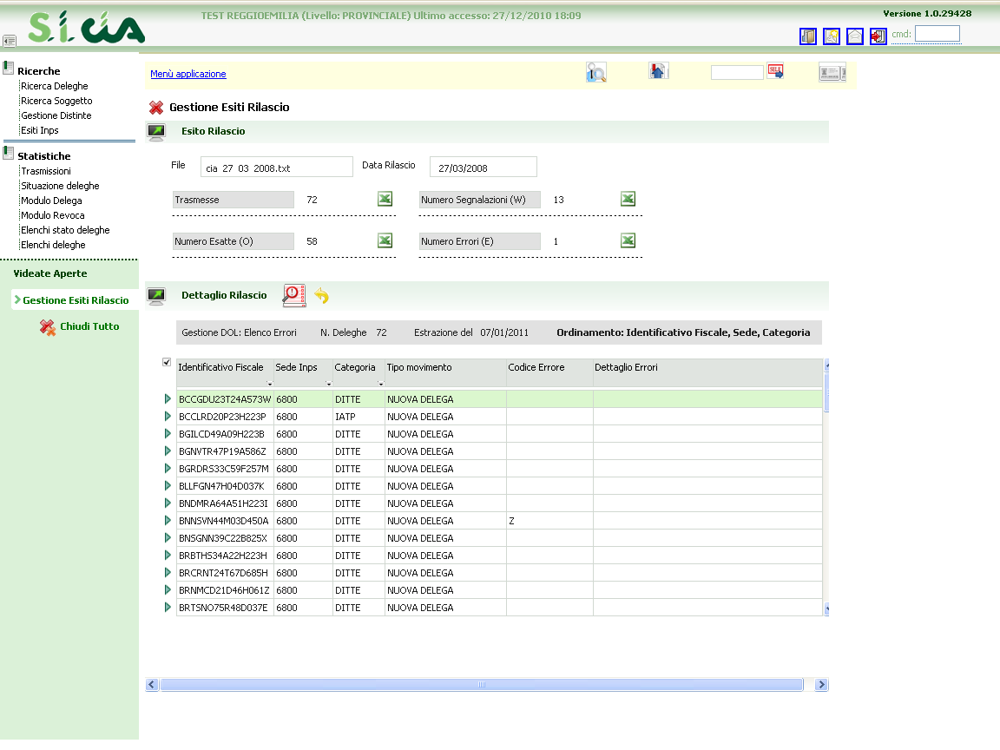 S.I. CIA
TEST REGGIOEMILIA (Livello: PROVINCIALE) Ultimo accesso: 27/12/2010 18:09
Versione 1.0.29428
cmd:
Ricerche
Ricerca Deleghe
Ricerca Soggetto
Gestione Distinte
Esiti Inps
Statistiche
Trasmissioni
Situazione deleghe
Modulo Delega
Modulo Revoca
Elenchi stato deleghe
Elenchi deleghe
Videate Aperte
Gestione Esiti Rilascio
Chiudi Tutto
Menù applicazione
Gestione Esiti Rilascio
Esito Rilascio
File cia 27 03 2008.txt Data Rilascio 27/03/2008
Trasmesse 72 Numero Segnalazioni (W) 13
Numero Esatte (O) 58 Numero Errori (E) 1
Dettaglio Rilascio
Gestione DOL: Elenco Errori N. Deleghe 72 Estrazione del 07/01/2011 Ordinamento: Identificativo Fiscale, Sede, Categoria
Identificativo Fiscale Sede Inps Categoria Tipo movimento Codice Errore Dettaglio Errori
BCCGDU23T24A573W 6800 DITTE NUOVA DELEGA
BCCLRD20P23H223P 6800 IATP NUOVA DELEGA
BGILCD49A09H223B 6800 DITTE NUOVA DELEGA
BGNVTR47P19A586Z 6800 DITTE NUOVA DELEGA
BGRDRS33C59F257M 6800 DITTE NUOVA DELEGA
BLLFGN47H04D037K 6800 DITTE NUOVA DELEGA
BNDMRA64A51H223I 6800 DITTE NUOVA DELEGA
BNNSVN44M03D450A 6800 DITTE NUOVA DELEGA Z
BNSGNN39C22B825X 6800 DITTE NUOVA DELEGA
BRBTHS34A22H223H 6800 DITTE NUOVA DELEGA
BRCRNT24T67D685H 6800 DITTE NUOVA DELEGA
BRNMCD21D46H061Z 6800 DITTE NUOVA DELEGA
BRTSNO75R48D037E 6800 DITTE NUOVA DELEGA